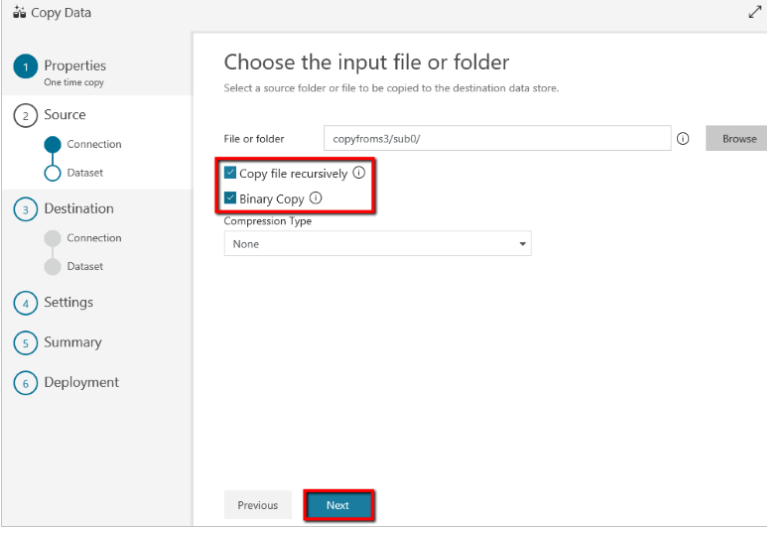 Copy Data
1 Properties
One time copy
2 Source
Connection
Dataset
3 Destination
Connection
Dataset
4 Settings
5 Summary
6 Deployment
Choose the input file or folder
Select a source folder or file to be copied to the destination data store.
File or folder copyfroms3/sub0/ Browse
Copy file recursively
Binary Copy
Compression Type
None
Previous Next